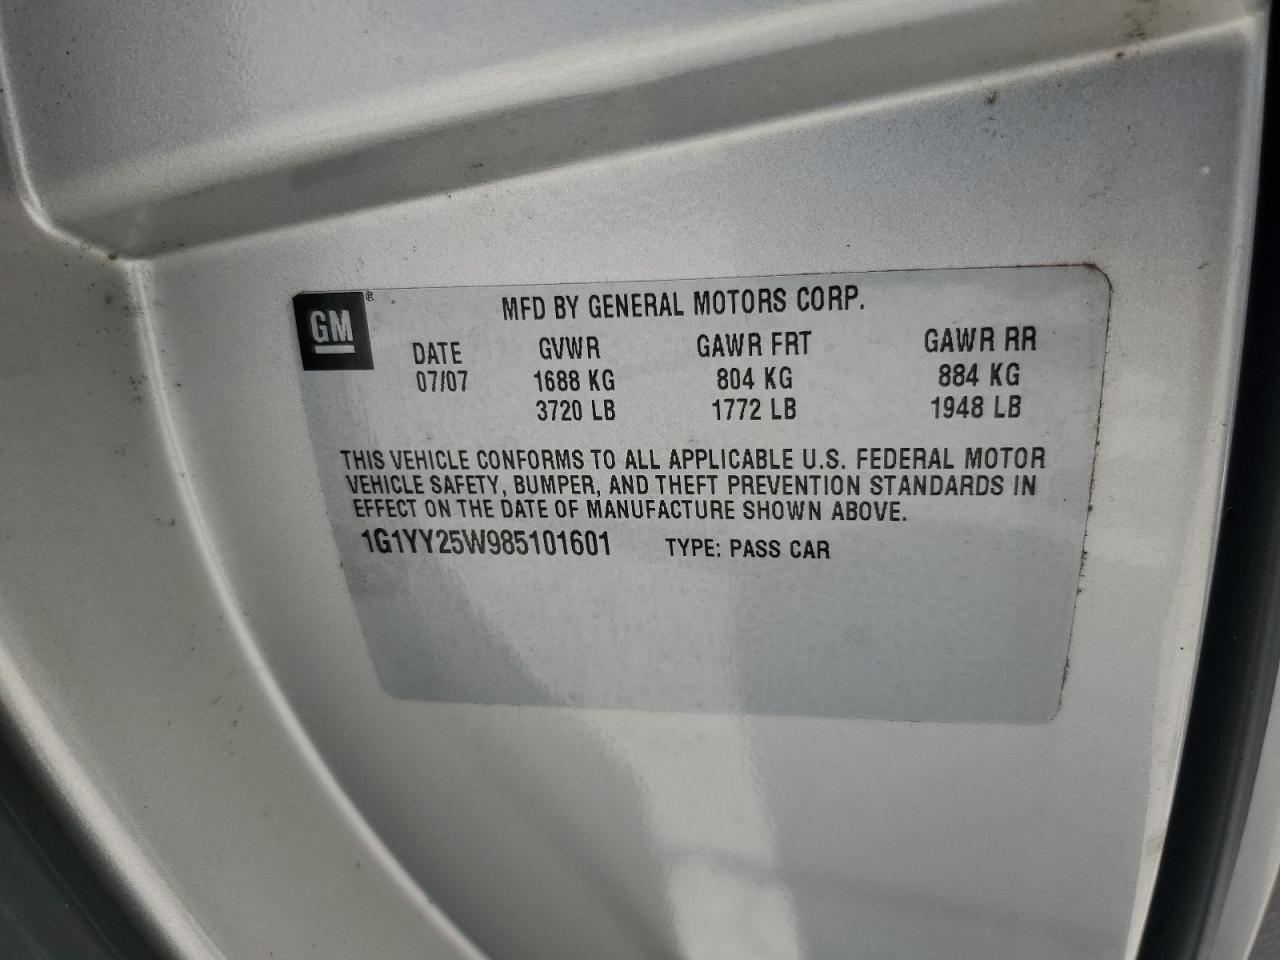 GM®
MFD BY GENERAL MOTORS CORP.
DATE GVWR GAWR FRT GAWR RR
07/07 1688 KG 804 KG 884 KG
3720 LB 1772 LB 1948 LB
THIS VEHICLE CONFORMS TO ALL APPLICABLE U.S. FEDERAL MOTOR
VEHICLE SAFETY, BUMPER, AND THEFT PREVENTION STANDARDS IN
EFFECT ON THE DATE OF MANUFACTURE SHOWN ABOVE.
1G1YY25W985101601 TYPE: PASS CAR